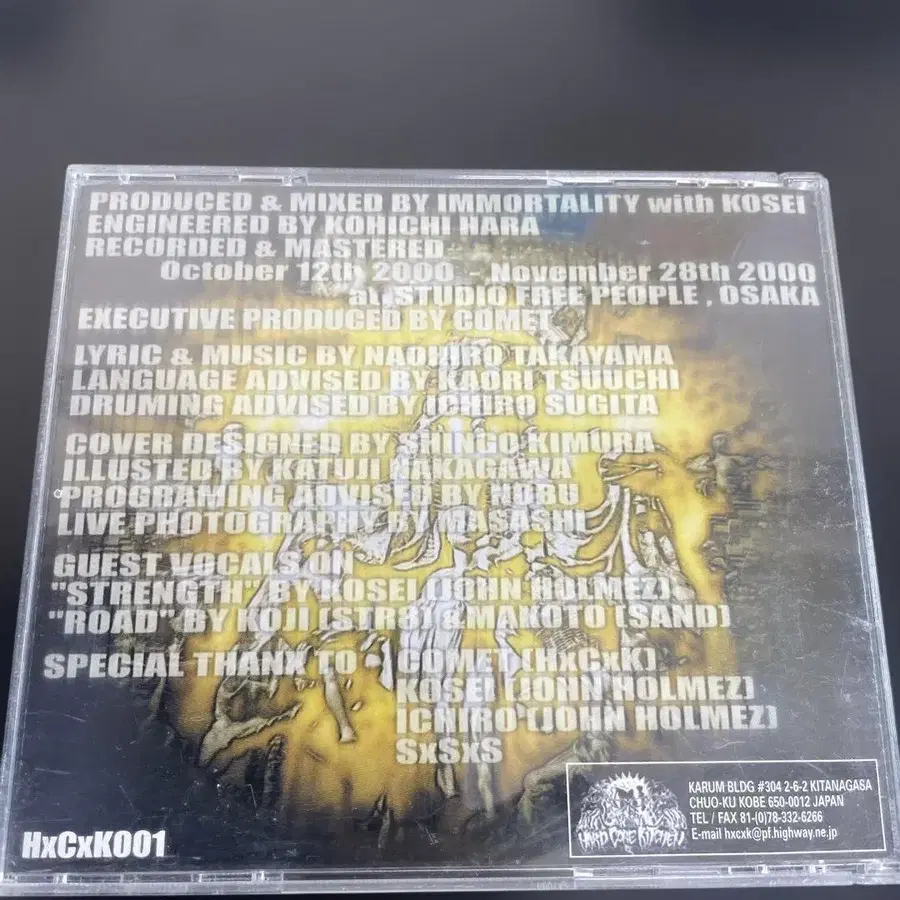 PRODUCED & MIXED BY IMMORTALITY with KOSEI
ENGINEERED BY KOHICHI HARA
RECORDED & MASTERED
October 12th 2000 - November 28th 2000
at STUDIO FREE PEOPLE , OSAKA
EXECUTIVE PRODUCED BY COMET
LYRIC & MUSIC BY NAOHIRO TAKAYAMA
LANGUAGE ADVISED BY KAORI TSUUCHI
DRUMING ADVISED BY ICHIRO SUGITA
COVER DESIGNED BY SHINGO KIMURA
ILLUSTED BY KATUJI NAKAGAWA
PROGRAMING ADVISED BY NOBU
LIVE PHOTOGRAPHY BY MASASHI
GUEST VOCALS ON
"STRENGTH" BY KOSEI (JOHN HOLMEZ)
"ROAD" BY KOJI (STR8) & MAKOTO (SAND)
SPECIAL THANX TO COMET (HxCxK)
KOSEI (JOHN HOLMEZ)
ICHIRO (JOHN HOLMEZ)
SxSxS
HxCxK001
HARD CORE KITCHEN
KARUM BLDG #304 2-6-2 KITANAGASA
CHUO-KU KOBE 650-0012 JAPAN
TEL / FAX 81-(0)78-332-6266
E-mail hxcxk@pf.highway.ne.jp